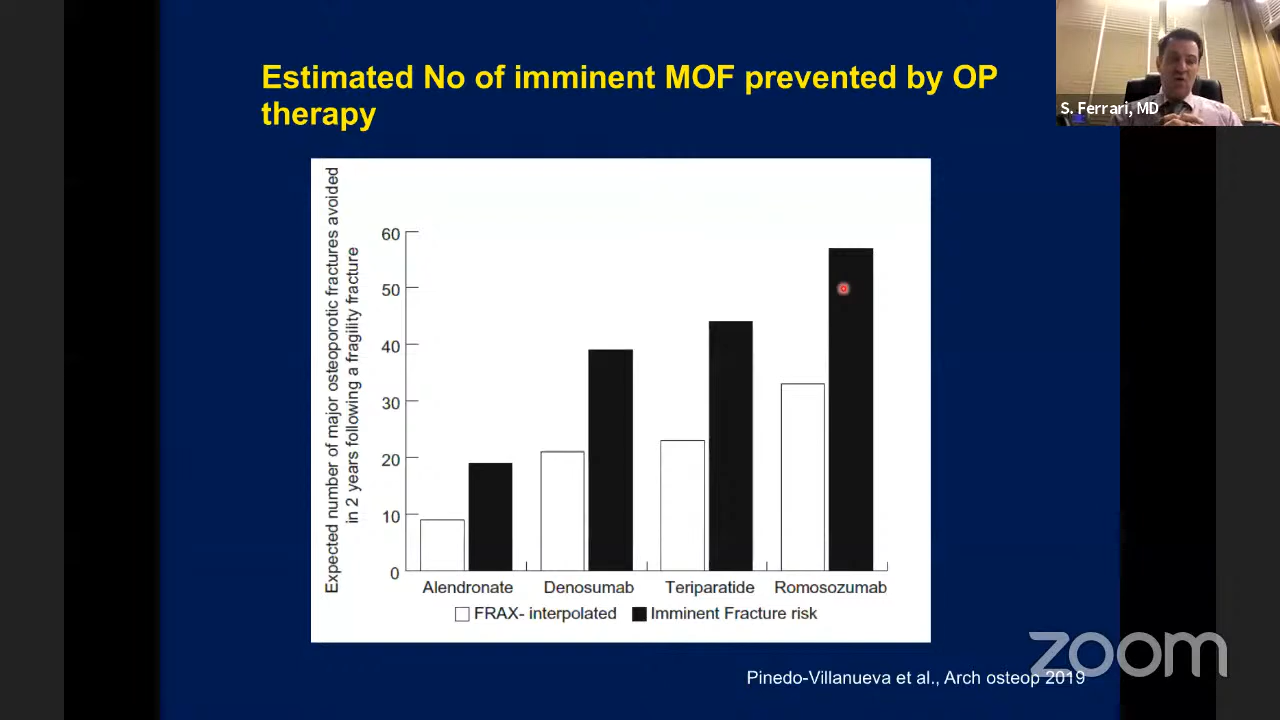 Estimated No of imminent MOF prevented by OP
therapy
S. Ferrari, MD
Expected number of major osteoporotic fractures avoided
in 2 years following a fragility fracture
60
50
40
30
20
10
0
Alendronate Denosumab Teriparatide Romosozumab
FRAX- interpolated Imminent Fracture risk
zoom
Pinedo-Villanueva et al., Arch osteop 2019